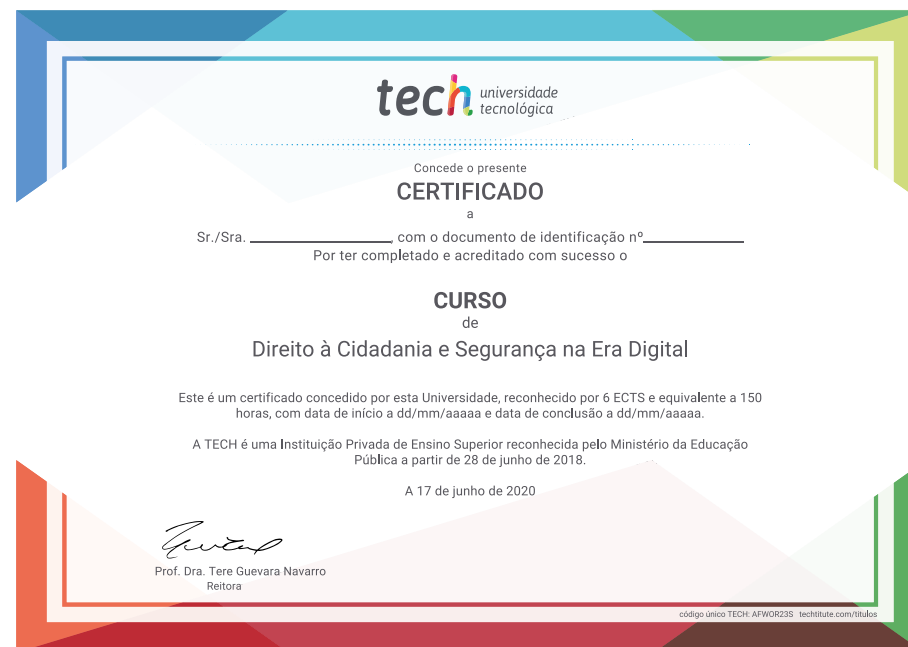 tech universidade
tecnológica
Concede o presente
CERTIFICADO
a
Sr./Sra. ____________________, com o documento de identificação nº______________
Por ter completado e acreditado com sucesso o
CURSO
de
Direito à Cidadania e Segurança na Era Digital
Este é um certificado concedido por esta Universidade, reconhecido por 6 ECTS e equivalente a 150
horas, com data de início a dd/mm/aaaaa e data de conclusão a dd/mm/aaaaa.
A TECH é uma Instituição Privada de Ensino Superior reconhecida pelo Ministério da Educação
Pública a partir de 28 de junho de 2018.
A 17 de junho de 2020
Prof. Dra. Tere Guevara Navarro
Reitora
código único TECH: AFWOR23S techtitute.com/titulos